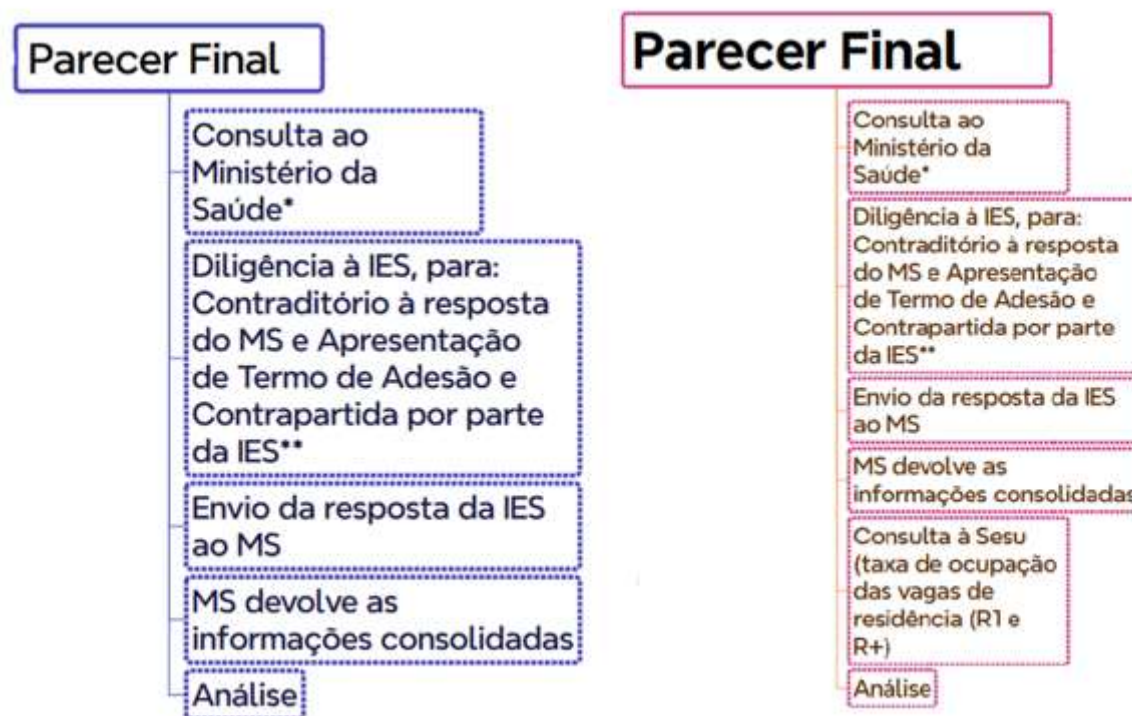 Parecer Final
Consulta ao
Ministério da
Saúde*
Diligência à IES, para:
Contraditório à resposta
do MS e Apresentação
de Termo de Adesão e
Contrapartida por parte
da IES**
Envio da resposta da IES
ao MS
MS devolve as
informações consolidadas
Análise
Parecer Final
Consulta ao
Ministério da
Saúde*
Diligência à IES, para:
Contraditório à resposta
do MS e Apresentação
de Termo de Adesão e
Contrapartida por parte
da IES**
Envio da resposta da IES
ao MS
MS devolve as
informações consolidadas
Consulta à Sesu
(taxa de ocupação
das vagas de
residência (R1 e
R+)
Análise